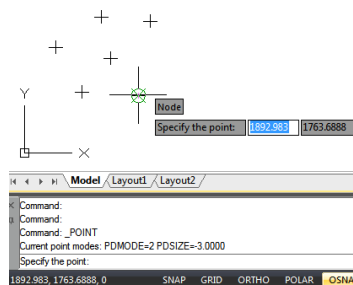 Node
Specify the point: 1892.983 1763.6888
Y
X
Model Layout1 Layout2
Command:
Command:
Command: _POINT
Current point modes: PDMODE=2 PDSIZE=-3.0000
Specify the point:
1892.983, 1763.6888, 0 SNAP GRID ORTHO POLAR OSNA